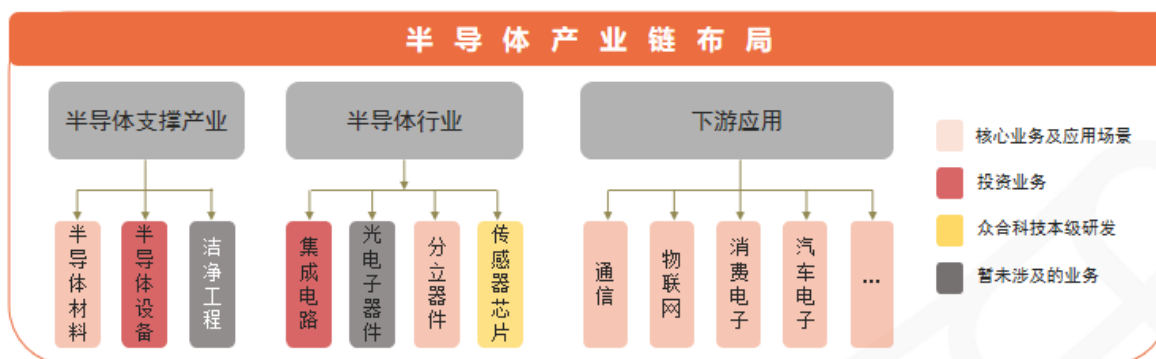 半导体产业链布局
半导体支撑产业
半导体行业
下游应用
半导体材料
半导体设备
洁净工程
集成电路
光电子器件
分立器件
传感器芯片
通信
物联网
消费电子
汽车电子
...
核心业务及应用场景
投资业务
众合科技本级研发
暂未涉及的业务